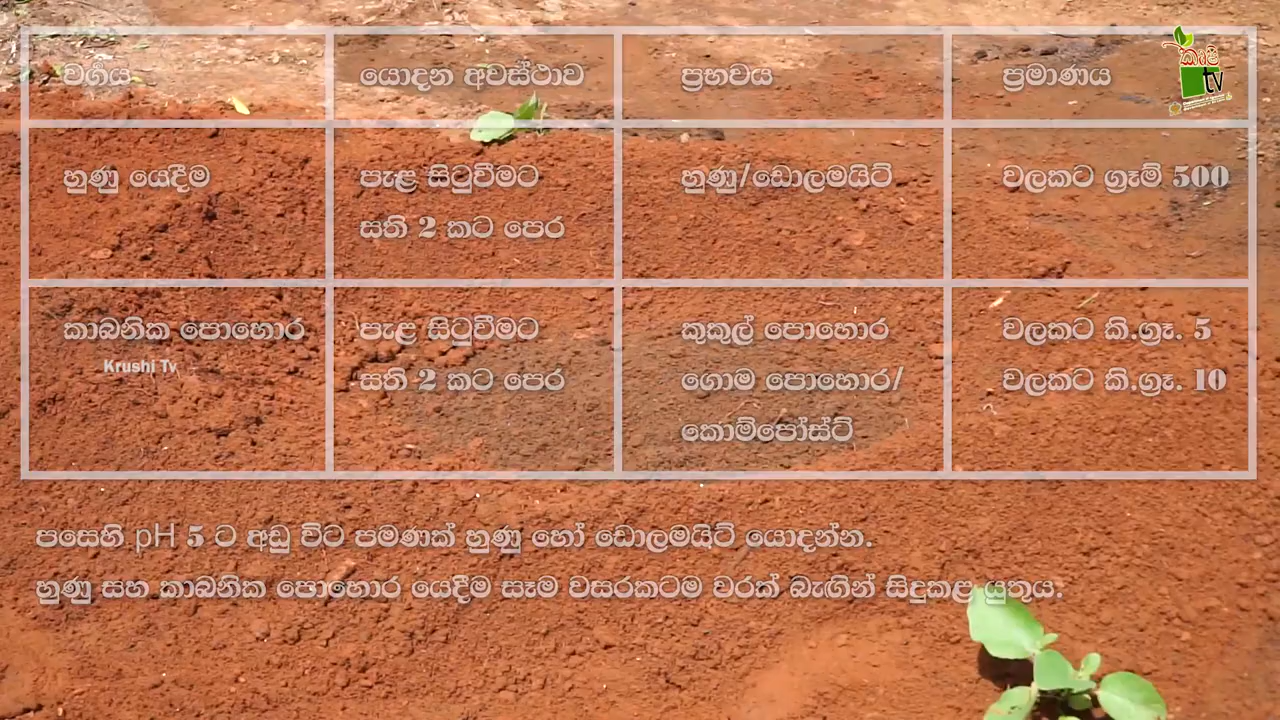 වගීය
යොදන අවස්ථාව
ප්‍රභවය
ප්‍රමාණය
කෘෂි
tv
හුණු යෙදීම
පැළ සිටුවීමට
සති 2 කට පෙර
හුණු/ඩොලමයිට්
වලකට ග්‍රෑම් 500
කාබනික පොහොර
Krushi Tv
පැළ සිටුවීමට
සති 2 කට පෙර
කුකුල් පොහොර
ගොම පොහොර/
කොම්පෝස්ට්
වලකට කි.ග්‍රෑ. 5
වලකට කි.ග්‍රෑ. 10
පසෙහි pH 5 ට අඩු විට පමණක් හුණු හෝ ඩොලමයිට් යොදන්න.
හුණු සහ කාබනික පොහොර යෙදීම සෑම වසරකටම වරක් බැගින් සිදුකළ යුතුය.